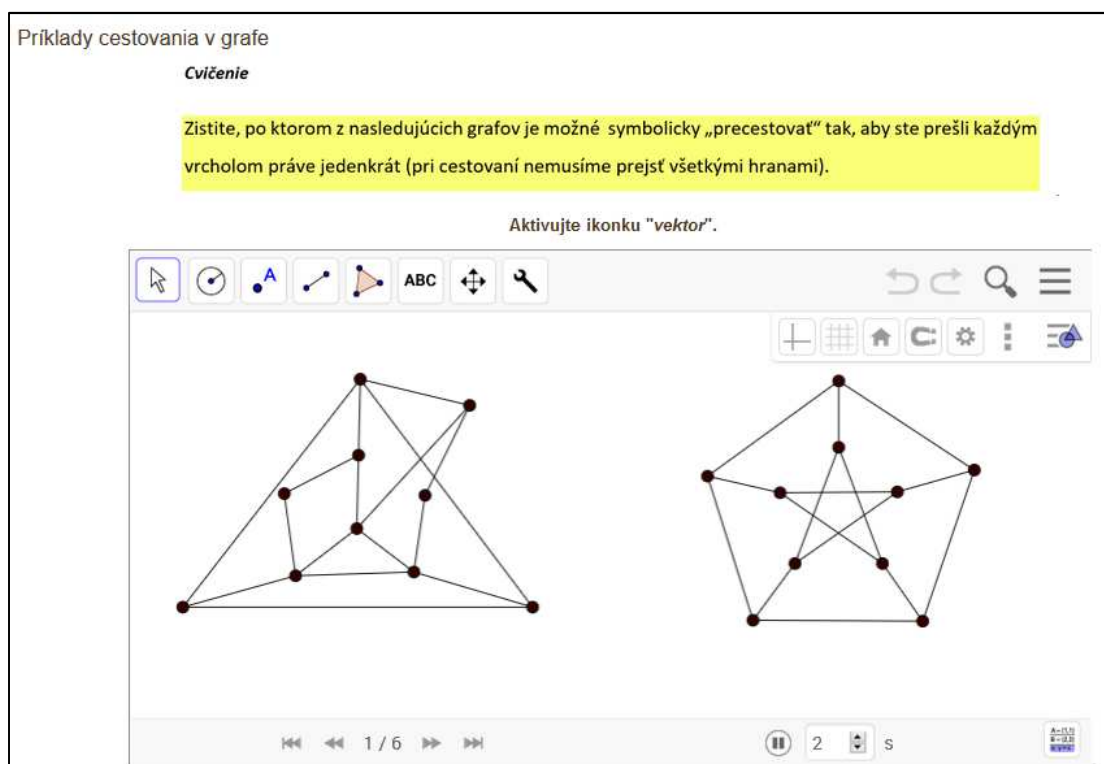 Príklady cestovania v grafe
Cvičenie
Zistite, po ktorom z nasledujúcich grafov je možné symbolicky „precestovať“ tak, aby ste prešli každým
vrcholom práve jedenkrát (pri cestovaní nemusíme prejsť všetkými hranami).
Aktivujte ikonku "vektor".
A
ABC
1 / 6
2 s